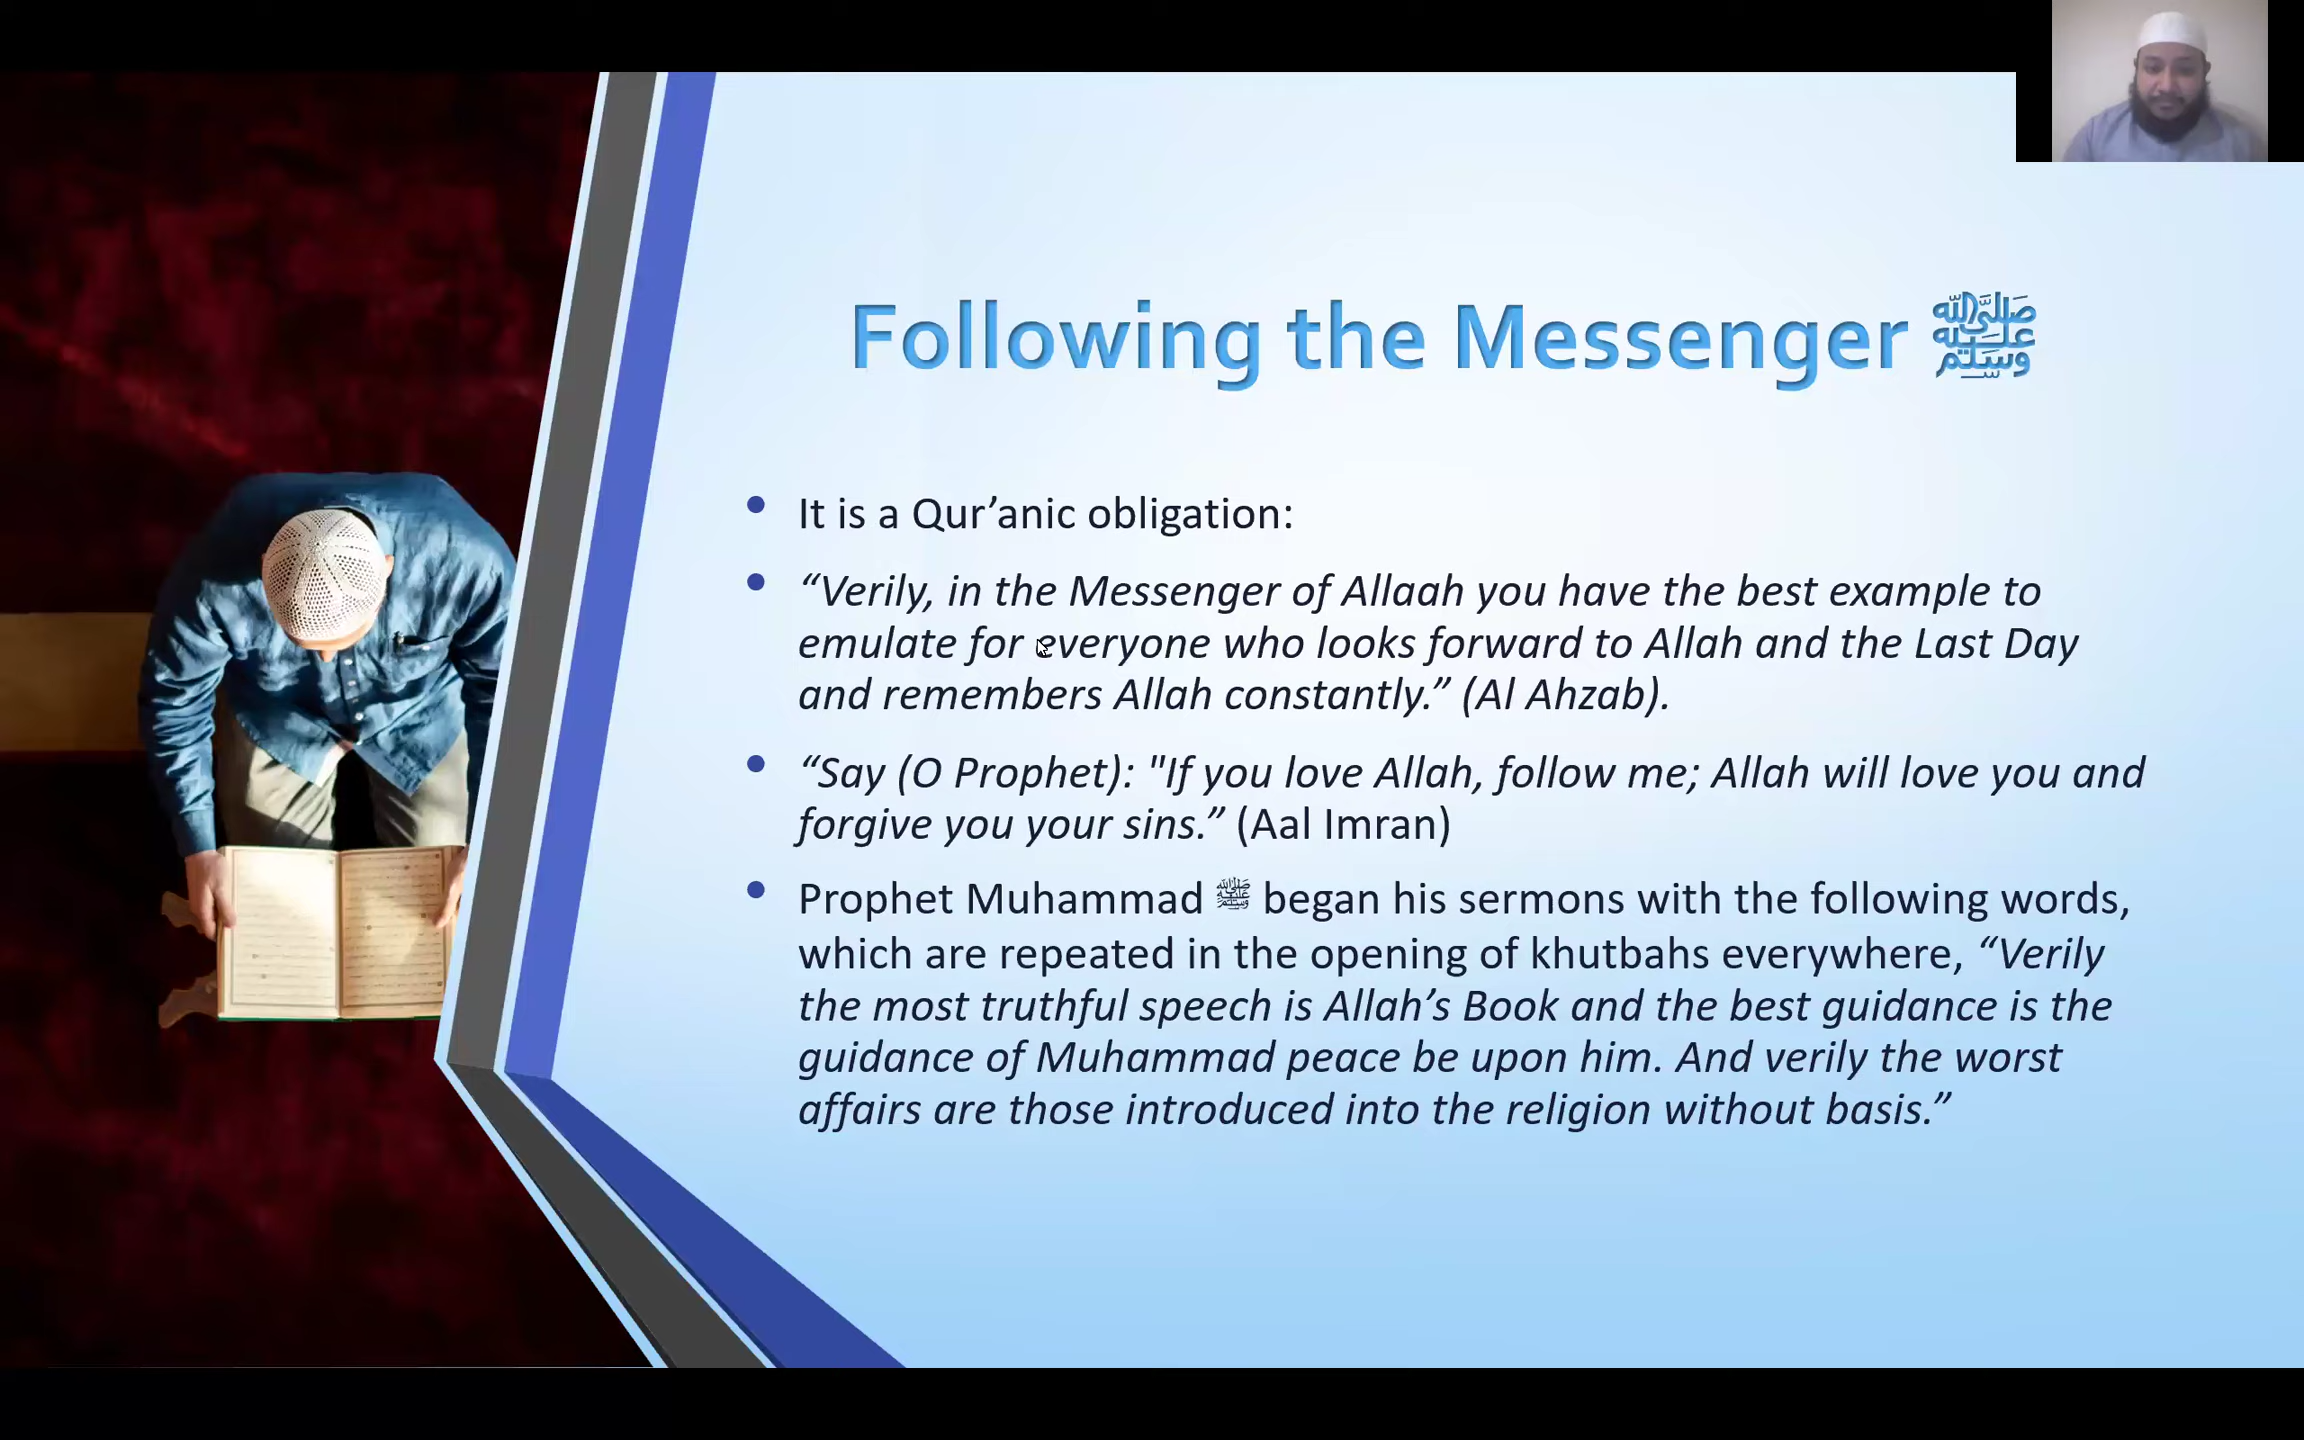 Following the Messenger ﷺ
• It is a Qur’anic obligation:
• “Verily, in the Messenger of Allaah you have the best example to
emulate for everyone who looks forward to Allah and the Last Day
and remembers Allah constantly.” (Al Ahzab).
• “Say (O Prophet): "If you love Allah, follow me; Allah will love you and
forgive you your sins.” (Aal Imran)
• Prophet Muhammad ﷺ began his sermons with the following words,
which are repeated in the opening of khutbahs everywhere, “Verily
the most truthful speech is Allah’s Book and the best guidance is the
guidance of Muhammad peace be upon him. And verily the worst
affairs are those introduced into the religion without basis.”